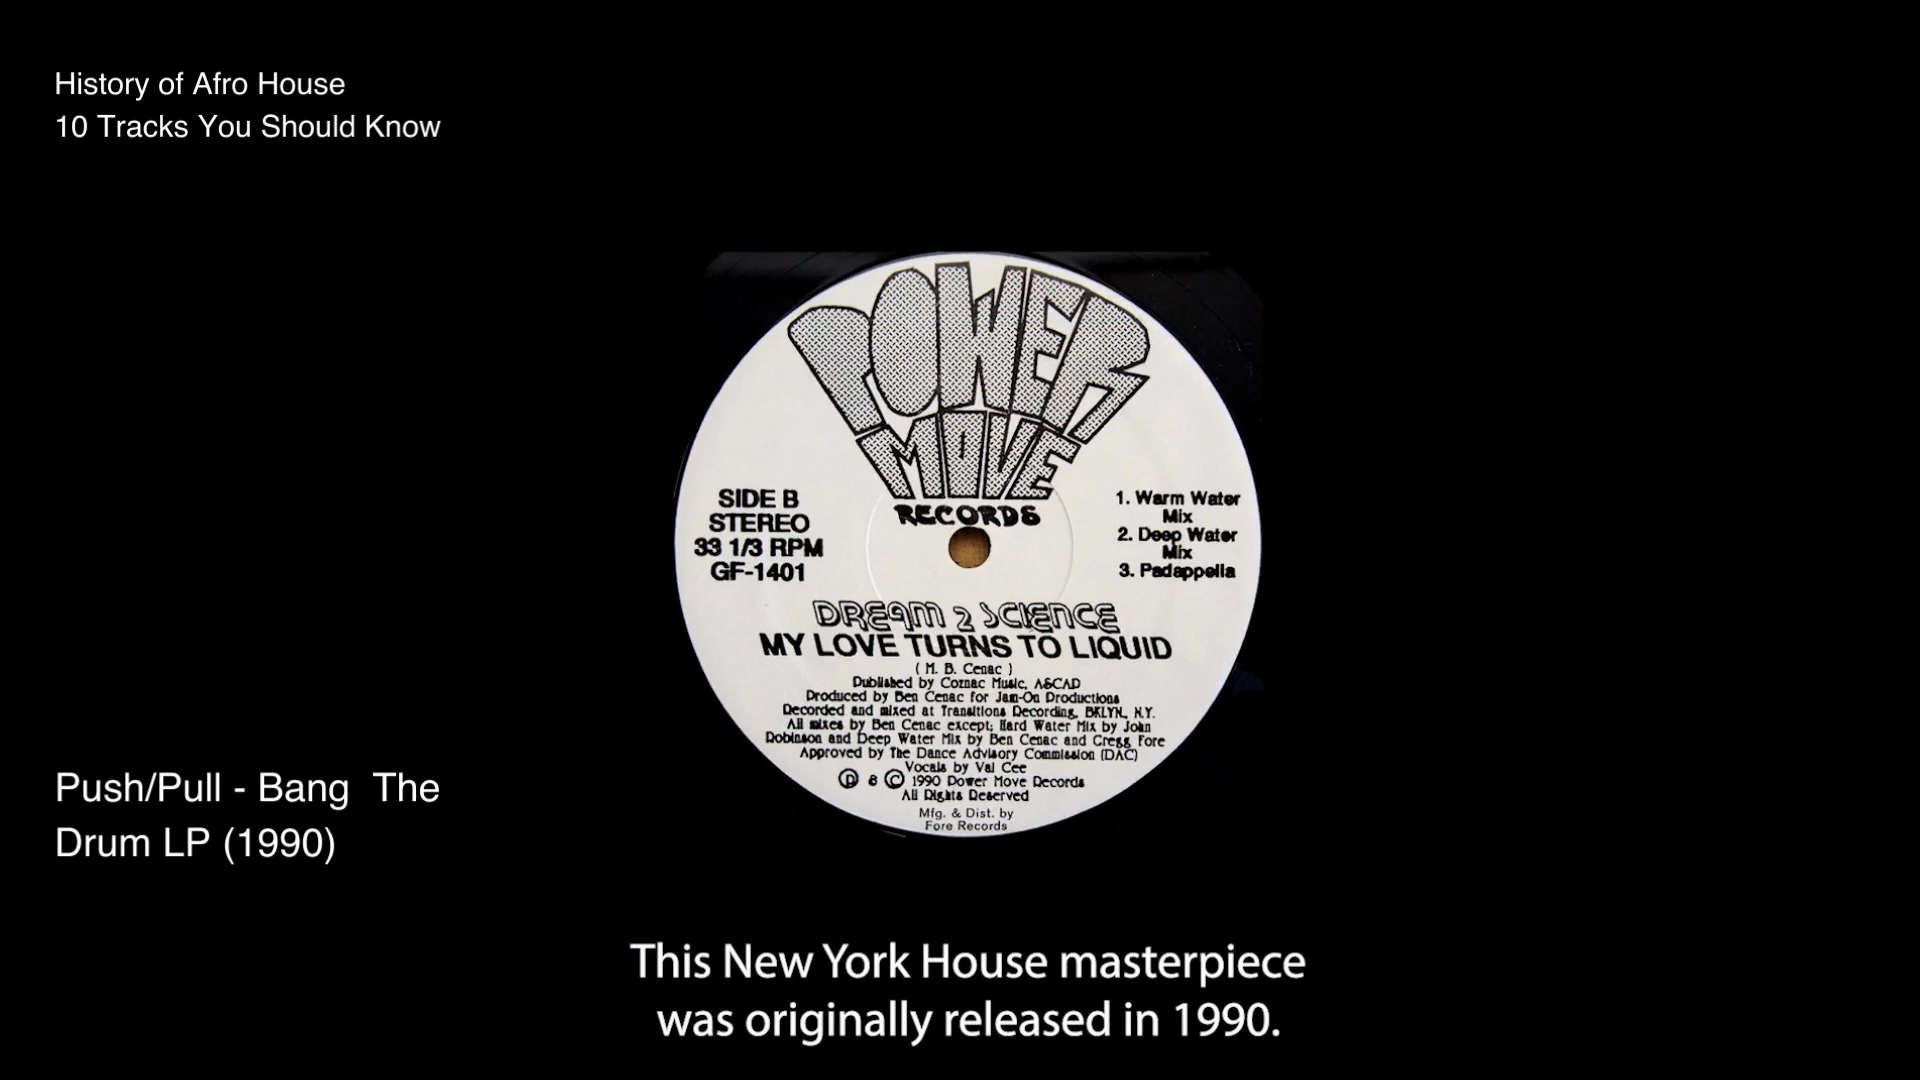 History of Afro House
10 Tracks You Should Know
POWER
MOVE
RECORDS
SIDE B
STEREO
33 1/3 RPM
GF-1401
1. Warm Water
Mix
2. Deep Water
Mix
3. Padappella
DREAM 2 SCIENCE
MY LOVE TURNS TO LIQUID
( M. B. Cenac )
Published by Coznac Music, ASCAD
Produced by Ben Cenac for Jam-On Productions
Recorded and mixed at Transitions Recording, BKLYN, N.Y.
All mixes by Ben Cenac except; Hard Water Mix by John
Robinson and Deep Water Mix by Ben Cenac and Gregg Fore
Approved by The Dance Advisory Commission (DAC)
Vocals by Val Cee
Ⓟ & © 1990 Power Move Records
All Rights Reserved
Mfg. & Dist. by
Fore Records
Push/Pull - Bang  The
Drum LP (1990)
This New York House masterpiece
was originally released in 1990.